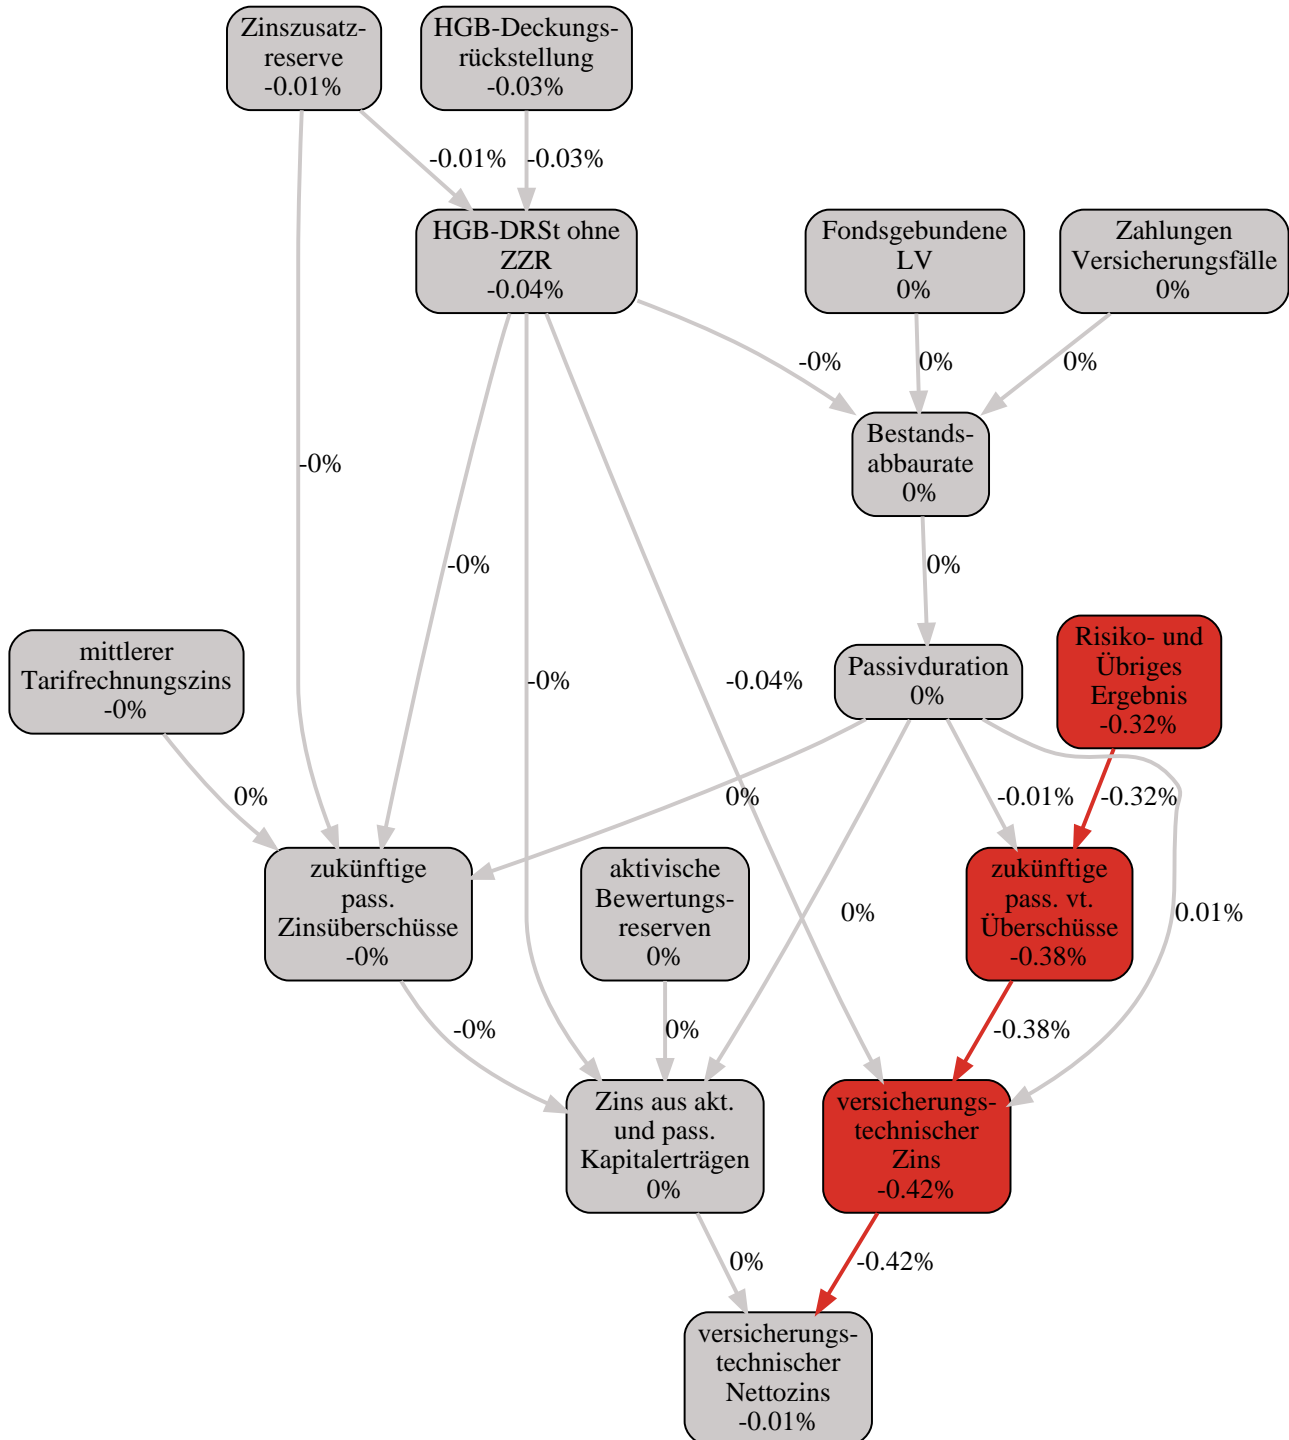 Zinszusatz-
reserve
-0.01%
HGB-Deckungs-
rückstellung
-0.03%
-0.01%
-0.03%
HGB-DRSt ohne
ZZR
-0.04%
Fondsgebundene
LV
0%
Zahlungen
Versicherungsfälle
0%
-0%
0%
0%
Bestands-
abbaurate
0%
-0%
-0%
0%
mittlerer
Tarifrechnungszins
-0%
-0%
-0.04%
Passivduration
0%
Risiko- und
Übriges
Ergebnis
-0.32%
0%
0%
-0.01%
-0.32%
zukünftige
pass.
Zinsüberschüsse
-0%
aktivische
Bewertungs-
reserven
0%
0%
zukünftige
pass. vt.
Überschüsse
-0.38%
0.01%
-0%
0%
-0.38%
Zins aus akt.
und pass.
Kapitalerträgen
0%
versicherungs-
technischer
Zins
-0.42%
0%
-0.42%
versicherungs-
technischer
Nettozins
-0.01%